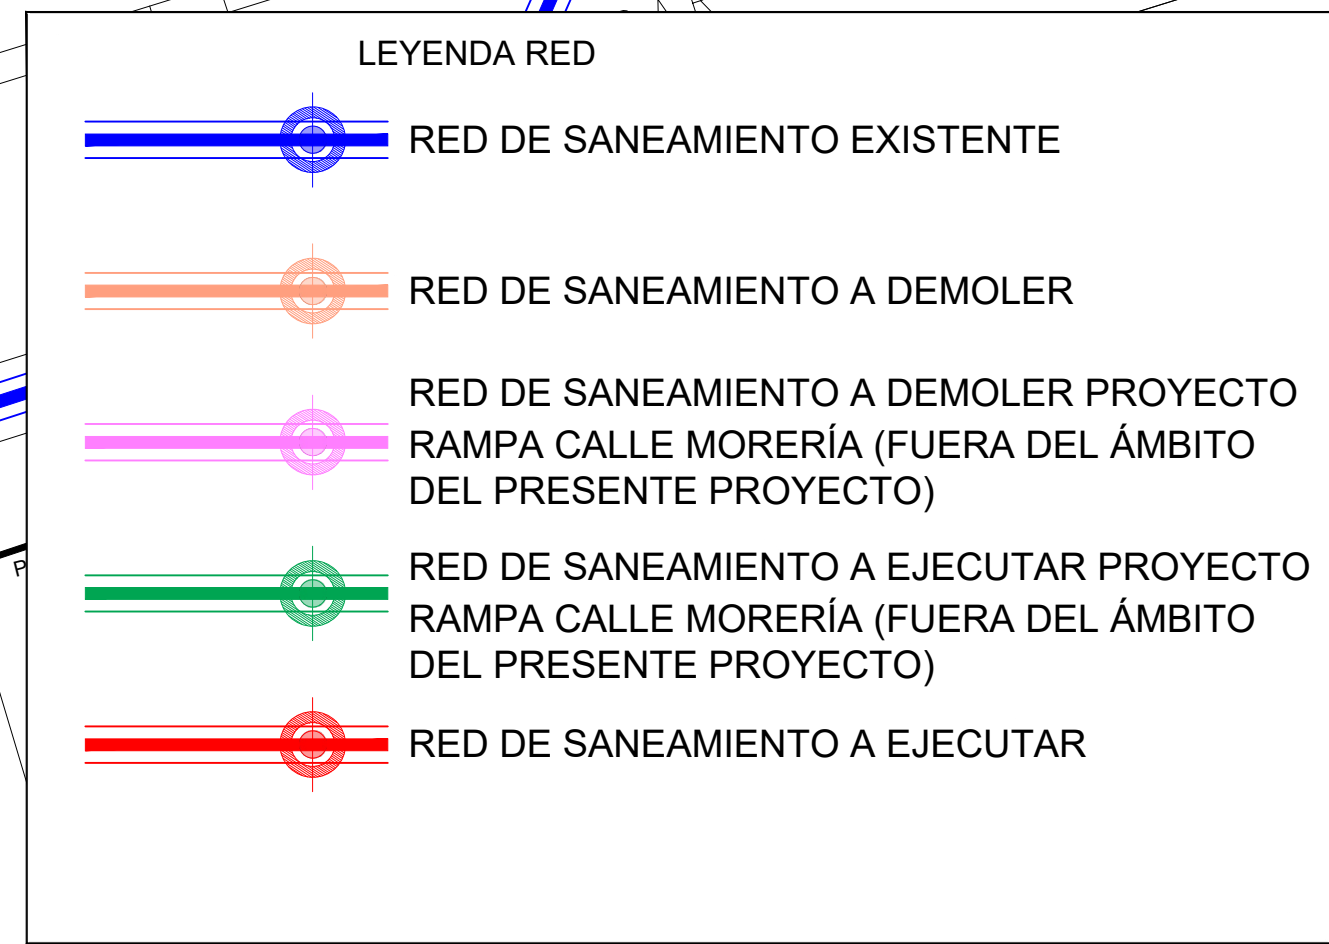 LEYENDA RED
RED DE SANEAMIENTO EXISTENTE
RED DE SANEAMIENTO A DEMOLER
RED DE SANEAMIENTO A DEMOLER PROYECTO
RAMPA CALLE MORERÍA (FUERA DEL ÁMBITO
DEL PRESENTE PROYECTO)
P
RED DE SANEAMIENTO A EJECUTAR PROYECTO
RAMPA CALLE MORERÍA (FUERA DEL ÁMBITO
DEL PRESENTE PROYECTO)
RED DE SANEAMIENTO A EJECUTAR